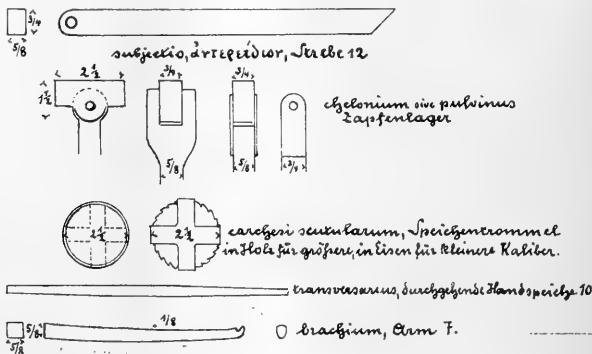 3/4
5/8
subjectio, ἀντερείδιον, Strebe 12
2 1/2
1 1/2
3/4
5/8
3/4
5/8
3/4
chelonium sive pulvinus
Zapfenlager
2 1/2
2 1/2
carchesi scutularum, Speichentrommel
in Holz für größere, in Eisen für kleinere Kaliber.
transversarius, durchgehende Handspeiche 10
5/8
5/8
1/8
brachium, Arm 7.